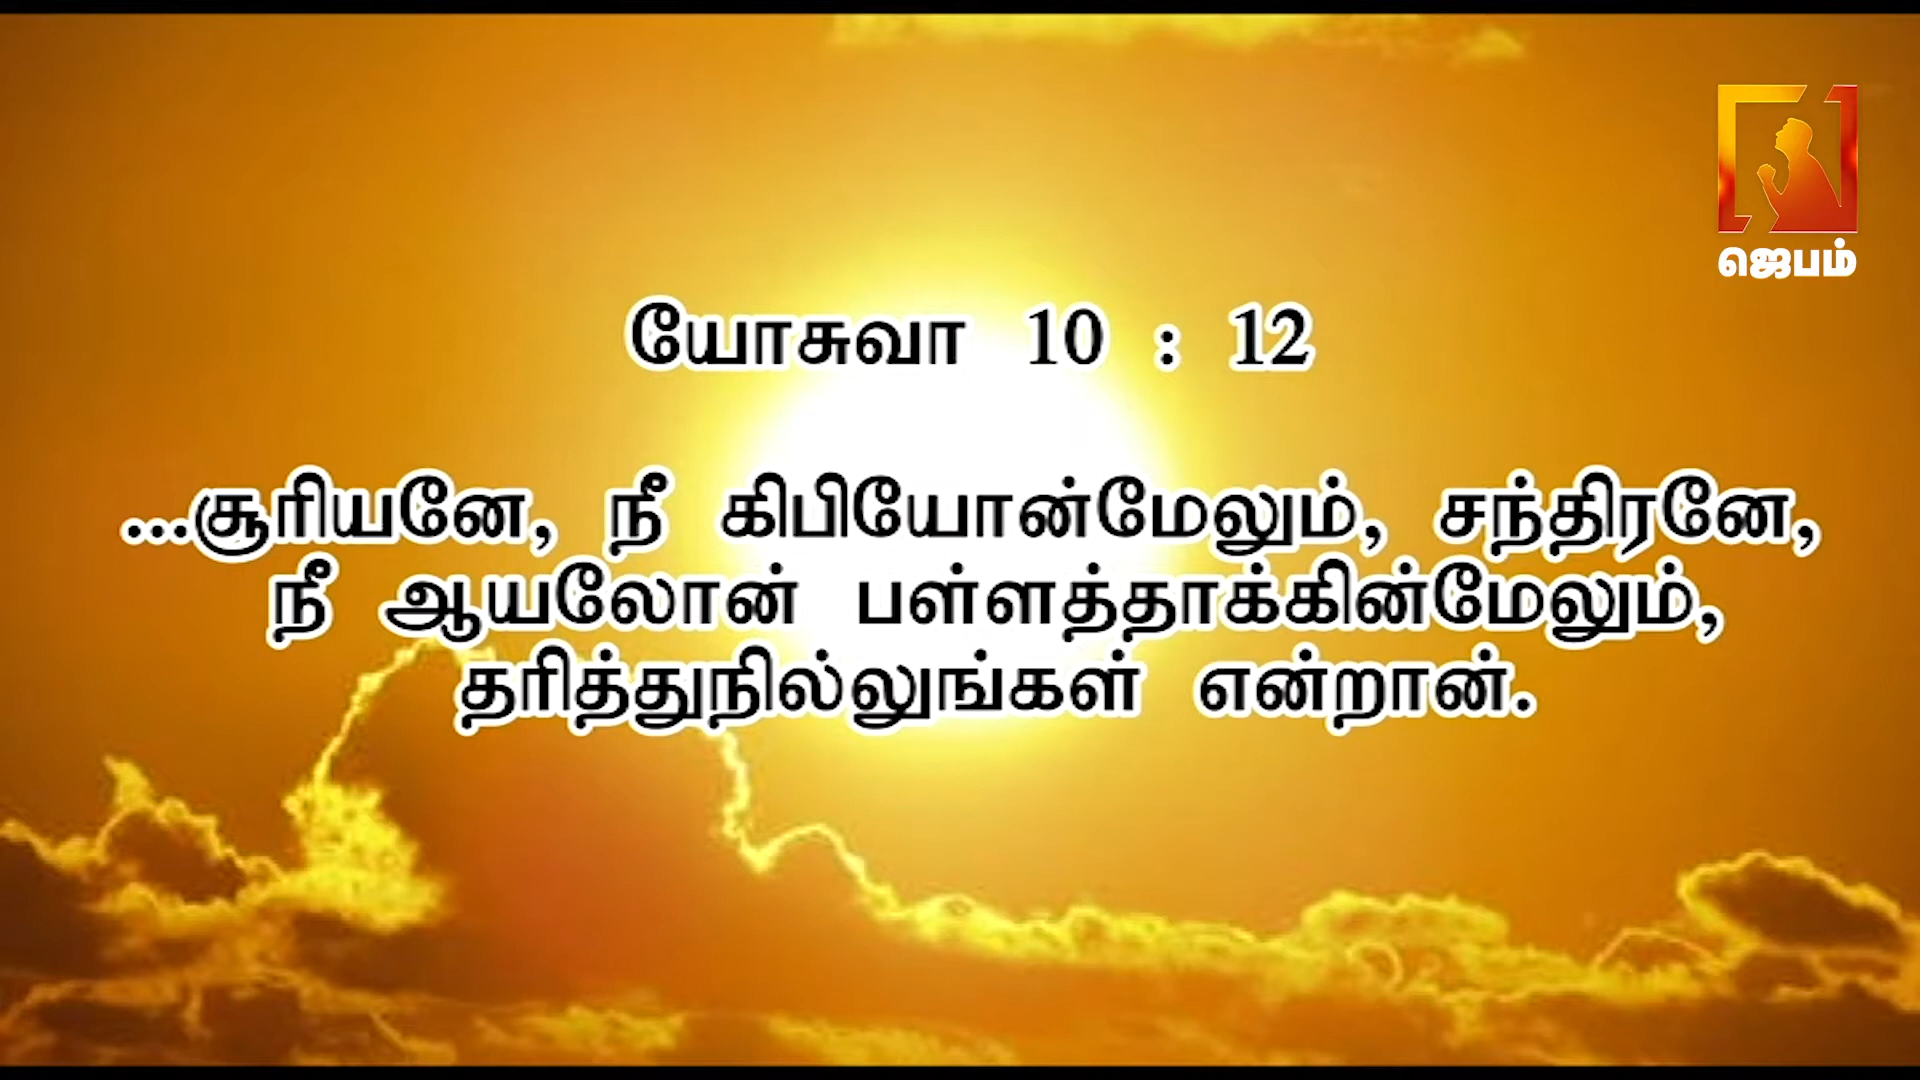 ஜெபம்
யோசுவா 10 : 12
...சூரியனே, நீ கிபியோன்மேலும், சந்திரனே,
நீ ஆயலோன் பள்ளத்தாக்கின்மேலும்,
தரித்துநில்லுங்கள் என்றான்.